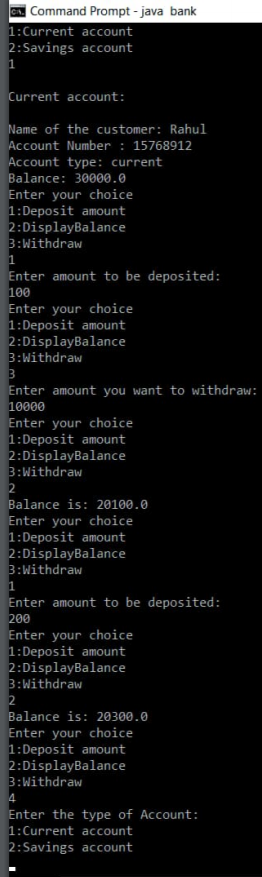 Command Prompt - java bank
1:Current account
2:Savings account
1
Current account:
Name of the customer: Rahul
Account Number : 15768912
Account type: current
Balance: 30000.0
Enter your choice
1:Deposit amount
2:DisplayBalance
3:Withdraw
1
Enter amount to be deposited:
100
Enter your choice
1:Deposit amount
2:DisplayBalance
3:Withdraw
3
Enter amount you want to withdraw:
10000
Enter your choice
1:Deposit amount
2:DisplayBalance
3:Withdraw
2
Balance is: 20100.0
Enter your choice
1:Deposit amount
2:DisplayBalance
3:Withdraw
1
Enter amount to be deposited:
200
Enter your choice
1:Deposit amount
2:DisplayBalance
3:Withdraw
2
Balance is: 20300.0
Enter your choice
1:Deposit amount
2:DisplayBalance
3:Withdraw
4
Enter the type of Account:
1:Current account
2:Savings account